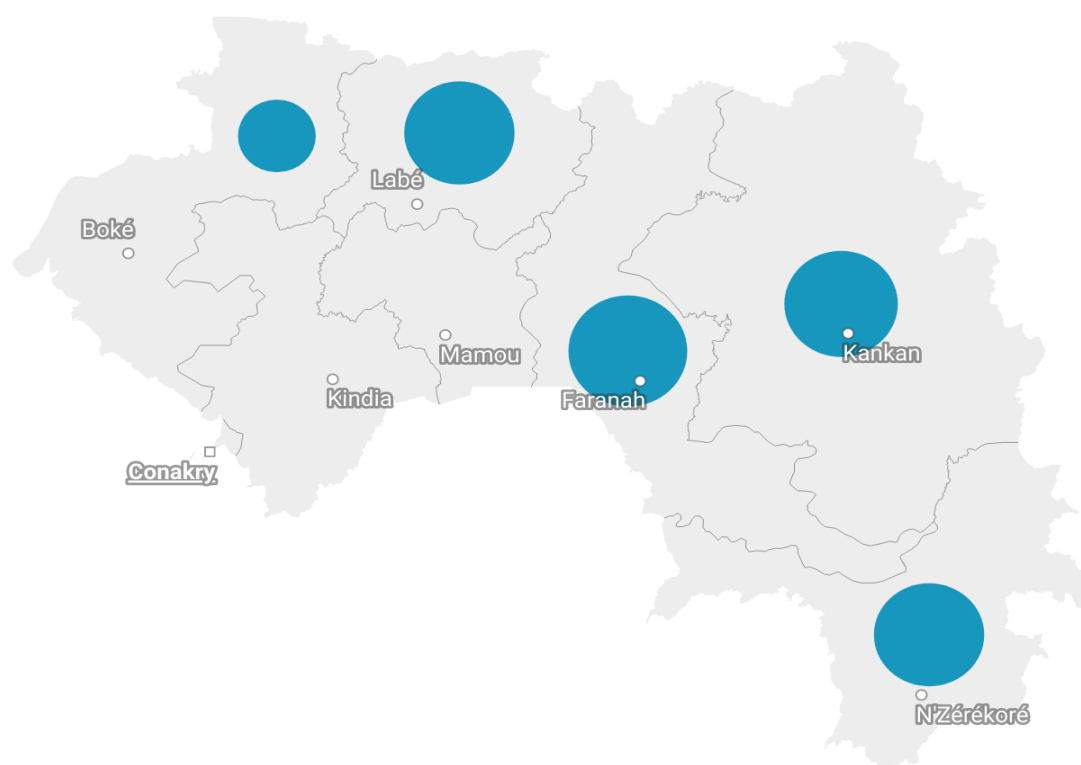 Labé
Boké
Mamou
Kankan
Kindia
Faranah
Conakry
N'Zérékoré